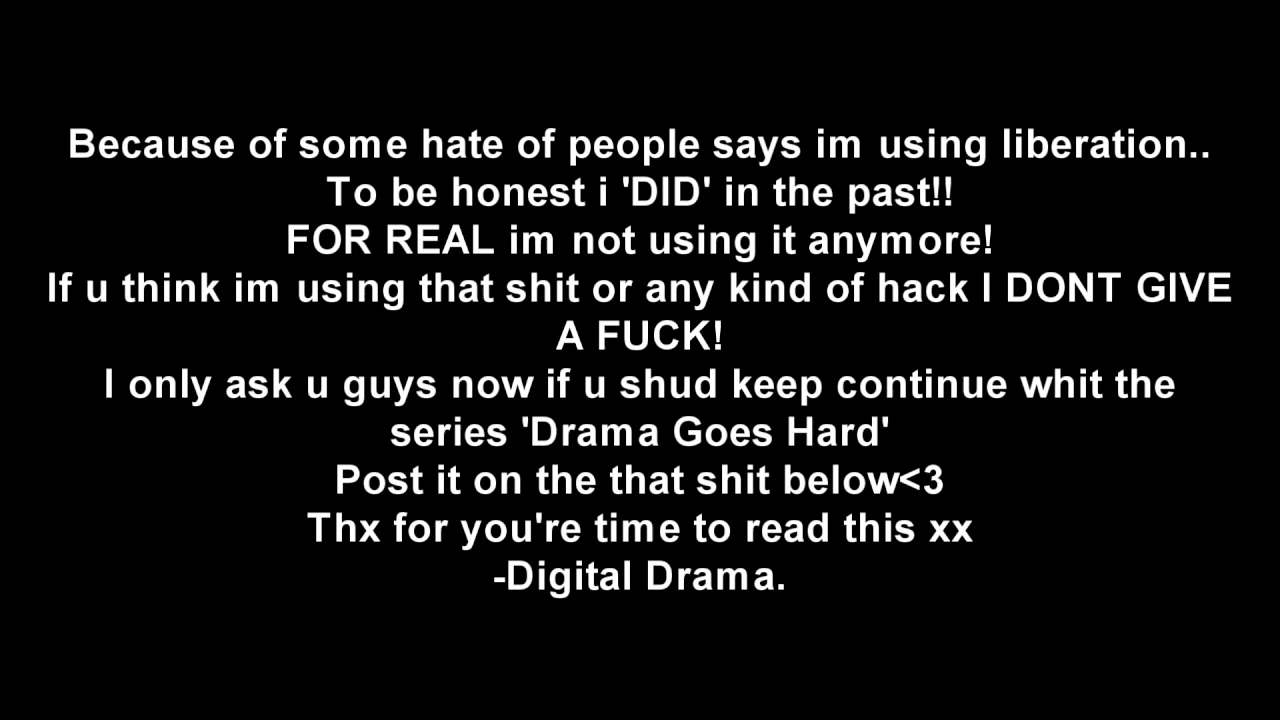 Because of some hate of people says im using liberation..
To be honest i 'DID' in the past!!
FOR REAL im not using it anymore!
If u think im using that shit or any kind of hack I DONT GIVE
A FUCK!
I only ask u guys now if u shud keep continue whit the
series 'Drama Goes Hard'
Post it on the that shit below<3
Thx for you're time to read this xx
-Digital Drama.